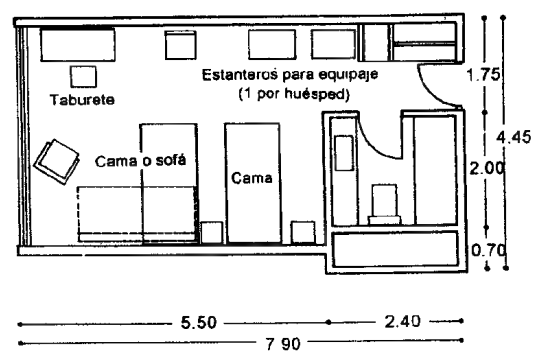 Estanteros para equipaje
(1 por huésped)
Taburete
Cama o sofá
Cama
1.75
4.45
2.00
0.70
5.50
2.40
7 90